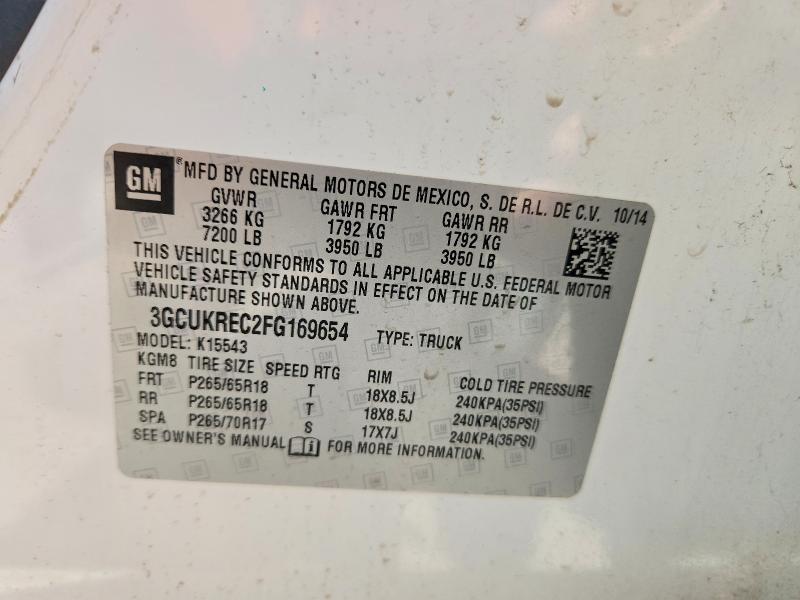 GM ®MFD BY GENERAL MOTORS DE MEXICO, S. DE R.L. DE C.V. 10/14
GVWR GAWR FRT GAWR RR
3266 KG 1792 KG 1792 KG
7200 LB 3950 LB 3950 LB
THIS VEHICLE CONFORMS TO ALL APPLICABLE U.S. FEDERAL MOTOR
VEHICLE SAFETY STANDARDS IN EFFECT ON THE DATE OF
MANUFACTURE SHOWN ABOVE.
3GCUKREC2FG169654 TYPE: TRUCK
MODEL: K15543
KGM8 TIRE SIZE SPEED RTG RIM COLD TIRE PRESSURE
FRT P265/65R18 T 18X8.5J 240KPA(35PSI)
RR P265/65R18 T 18X8.5J 240KPA(35PSI)
SPA P265/70R17 S 17X7J 240KPA(35PSI)
SEE OWNER'S MANUAL i FOR MORE INFORMATION.